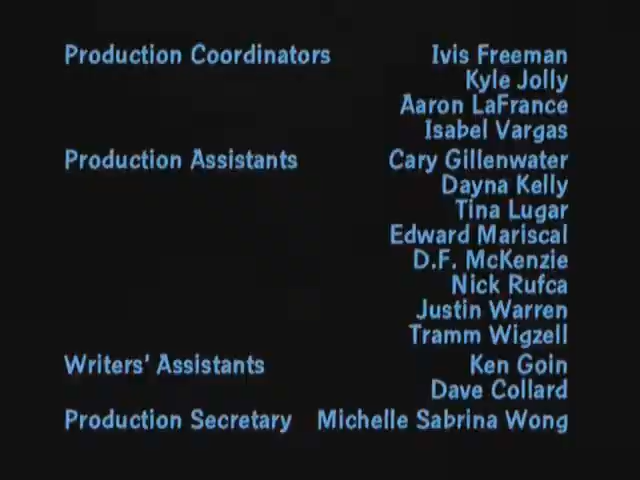 Production Coordinators Ivis Freeman
Kyle Jolly
Aaron LaFrance
Isabel Vargas
Production Assistants Cary Gillenwater
Dayna Kelly
Tina Lugar
Edward Mariscal
D.F. McKenzie
Nick Rufca
Justin Warren
Tramm Wigzell
Writers' Assistants Ken Goin
Dave Collard
Production Secretary Michelle Sabrina Wong